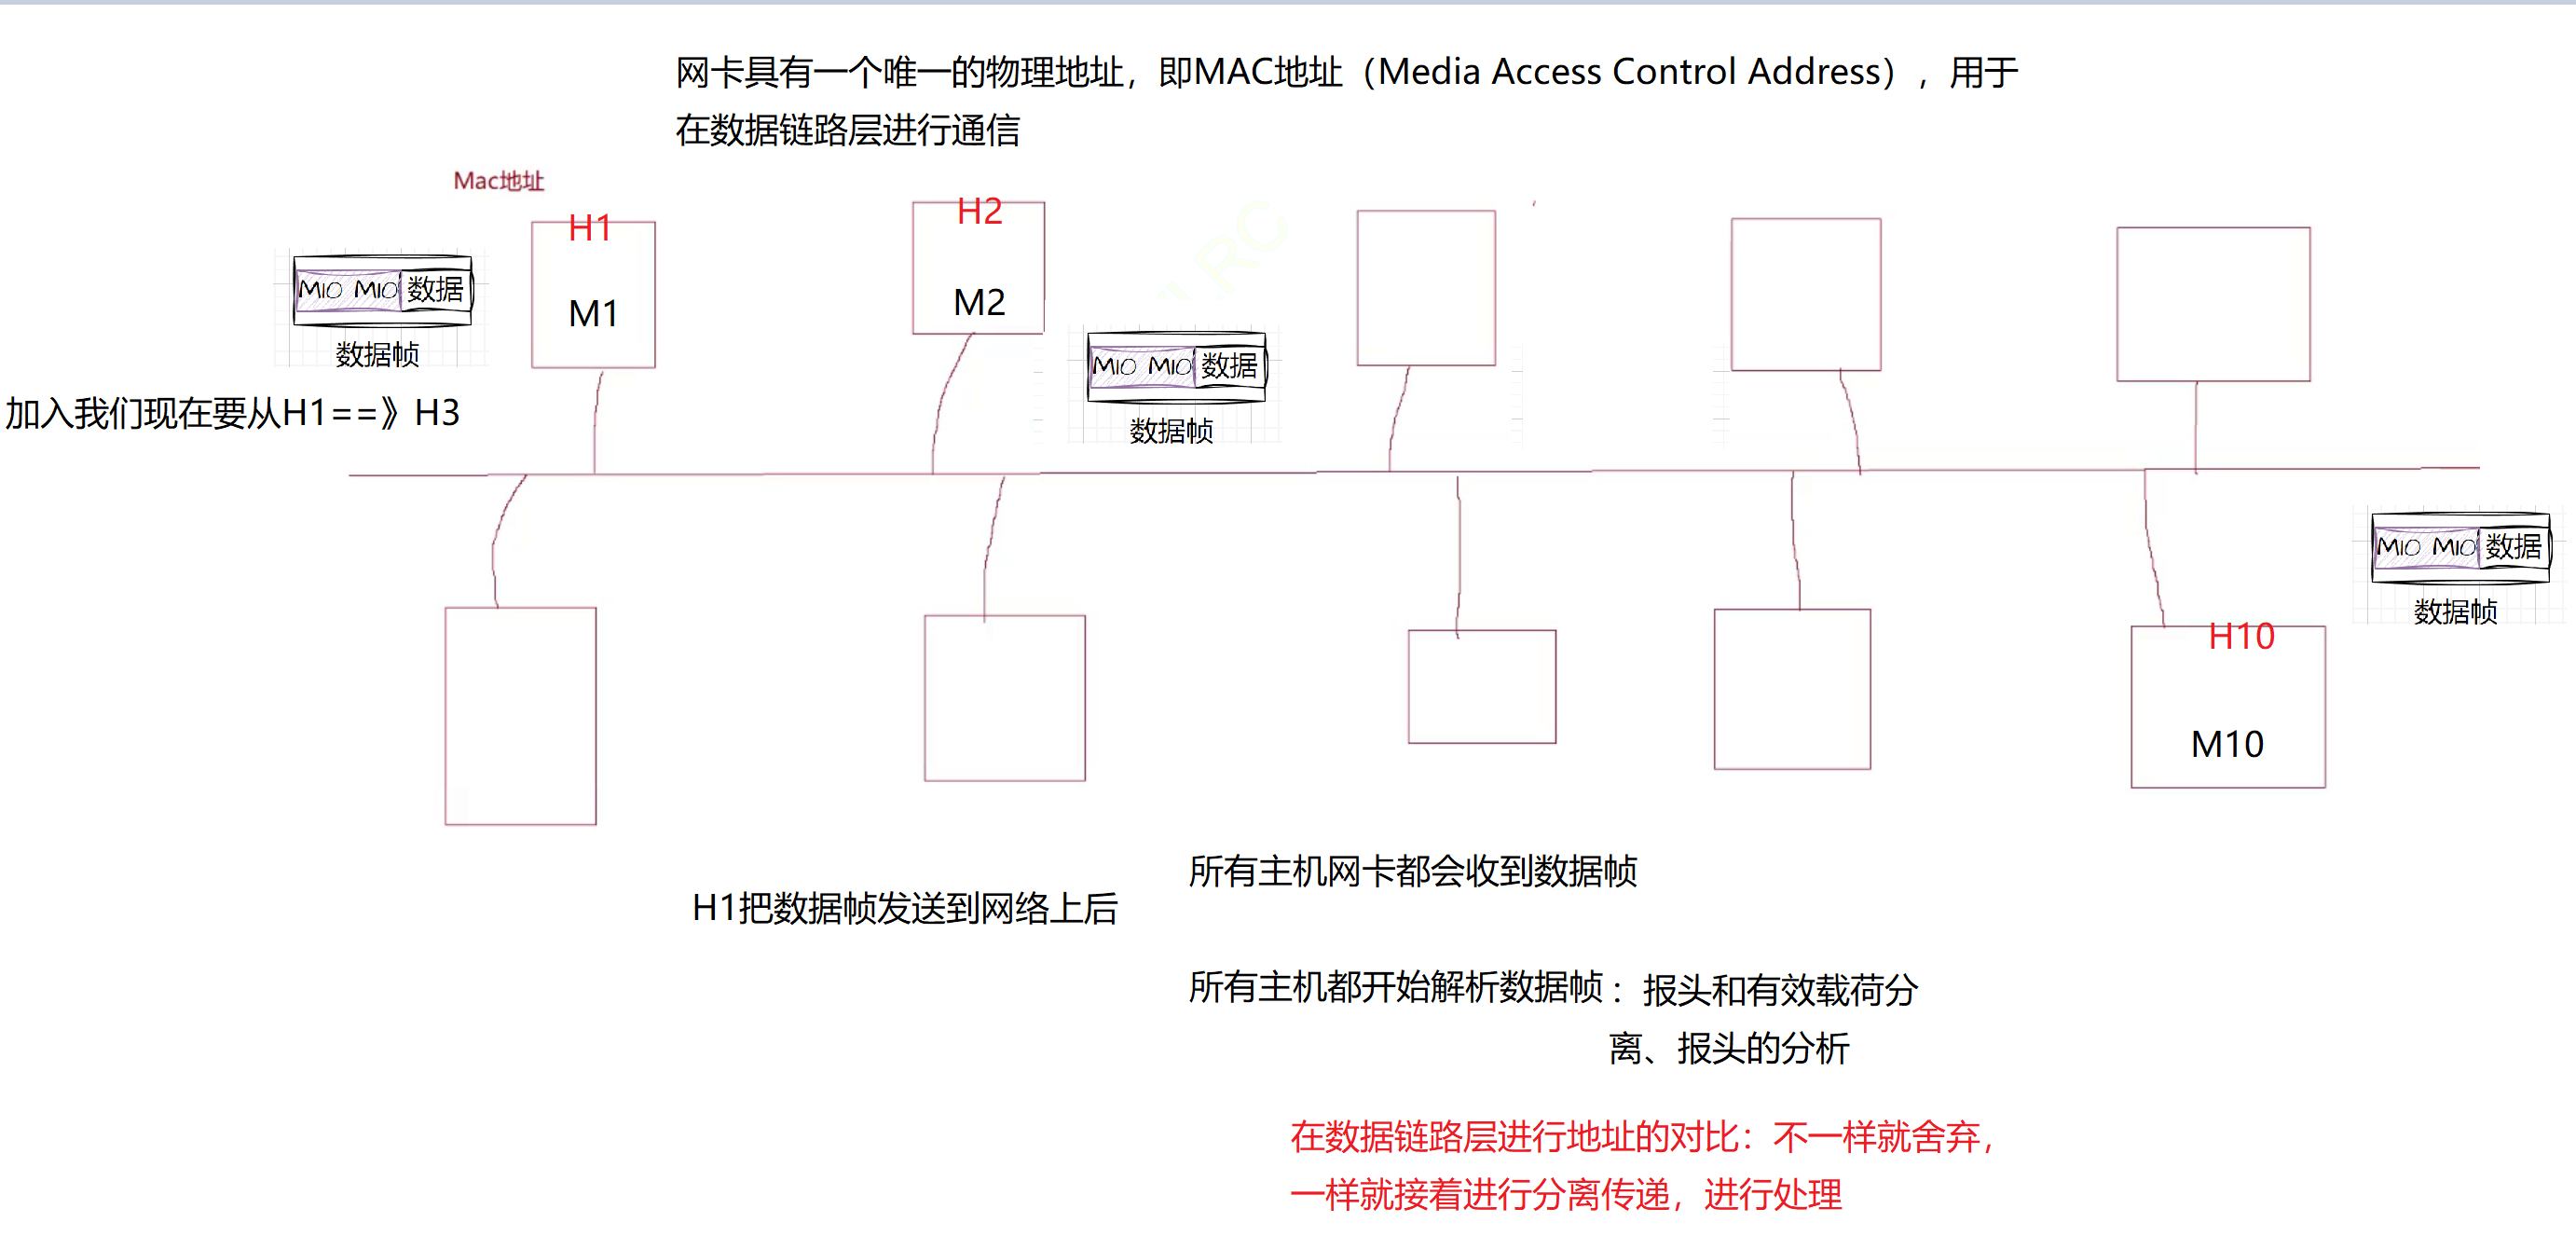 网卡具有一个唯一的物理地址，即MAC地址（Media Access Control Address），用于
在数据链路层进行通信
Mac地址
H1
M1
H2
M2
M10 M10 数据
数据帧
M10 M10 数据
数据帧
加入我们现在要从H1==》H3
M10 M10 数据
数据帧
H10
M10
H1把数据帧发送到网络上后
所有主机网卡都会收到数据帧
所有主机都开始解析数据帧：报头和有效载荷分
离、报头的分析
在数据链路层进行地址的对比：不一样就舍弃，
一样就接着进行分离传递，进行处理